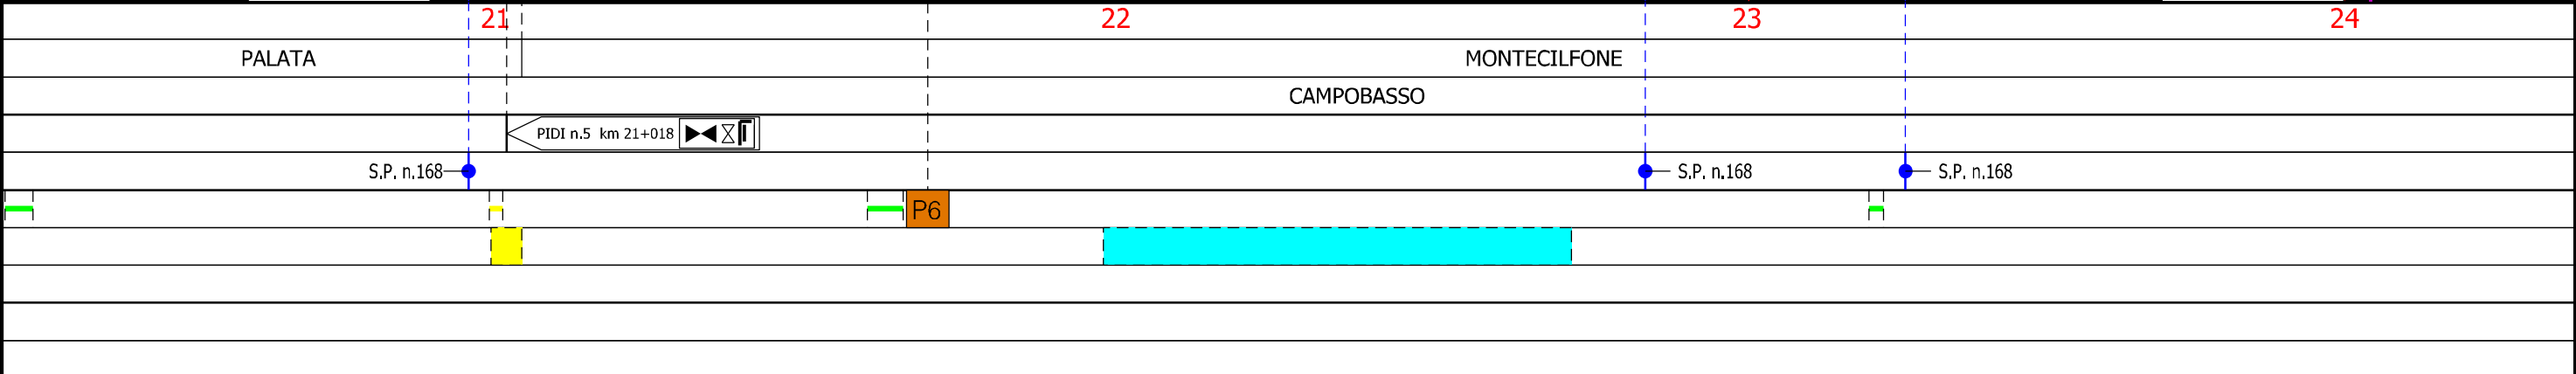 21 22 23 24
PALATA MONTECILFONE
CAMPOBASSO
PIDI n.5 km 21+018
S.P. n.168 S.P. n.168 S.P. n.168
P6